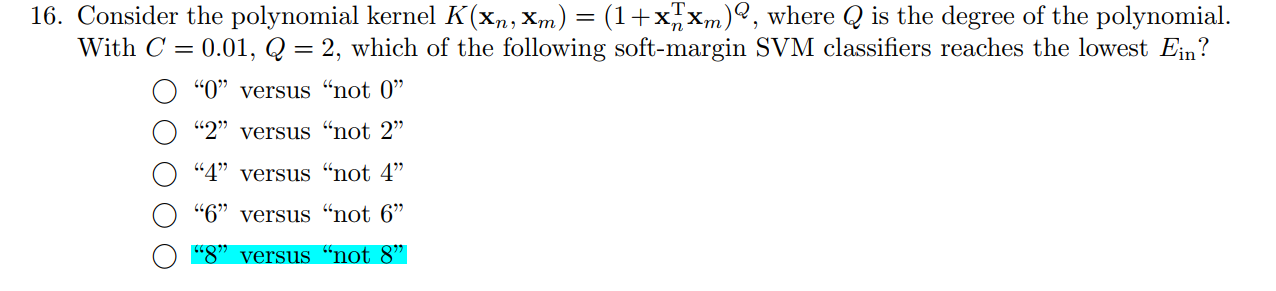 16. Consider the polynomial kernel K(xₙ, xₘ) = (1+xₙᵀxₘ)^Q, where Q is the degree of the polynomial.
With C = 0.01, Q = 2, which of the following soft-margin SVM classifiers reaches the lowest E_in?
“0” versus “not 0”
“2” versus “not 2”
“4” versus “not 4”
“6” versus “not 6”
“8” versus “not 8”